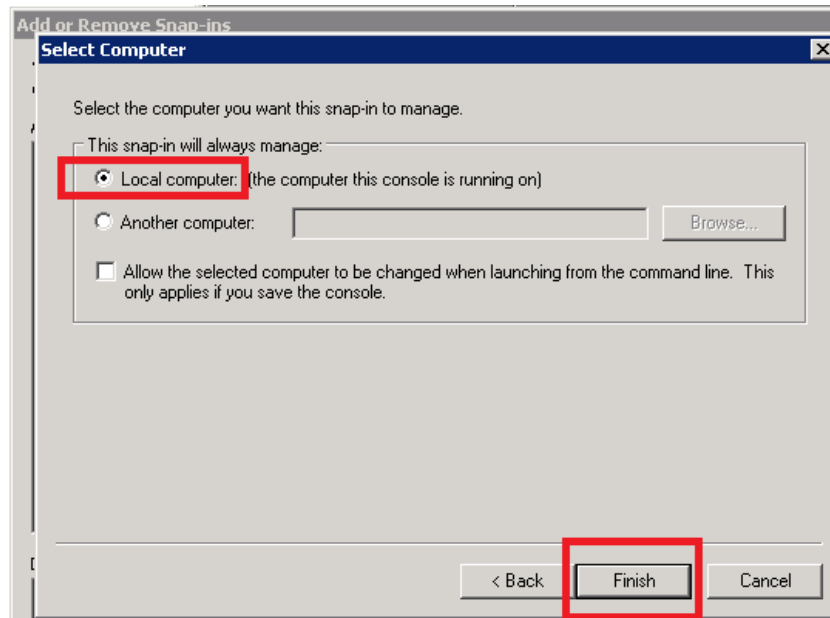 Add or Remove Snap-ins
Select Computer
Select the computer you want this snap-in to manage.
This snap-in will always manage:
Local computer: (the computer this console is running on)
Another computer:
Browse...
Allow the selected computer to be changed when launching from the command line. This
only applies if you save the console.
< Back
Finish
Cancel